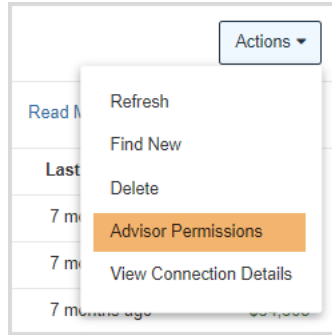 Actions
Read
Refresh
Find New
Last
Delete
7
Advisor Permissions
7
View Connection Details
7 months ago